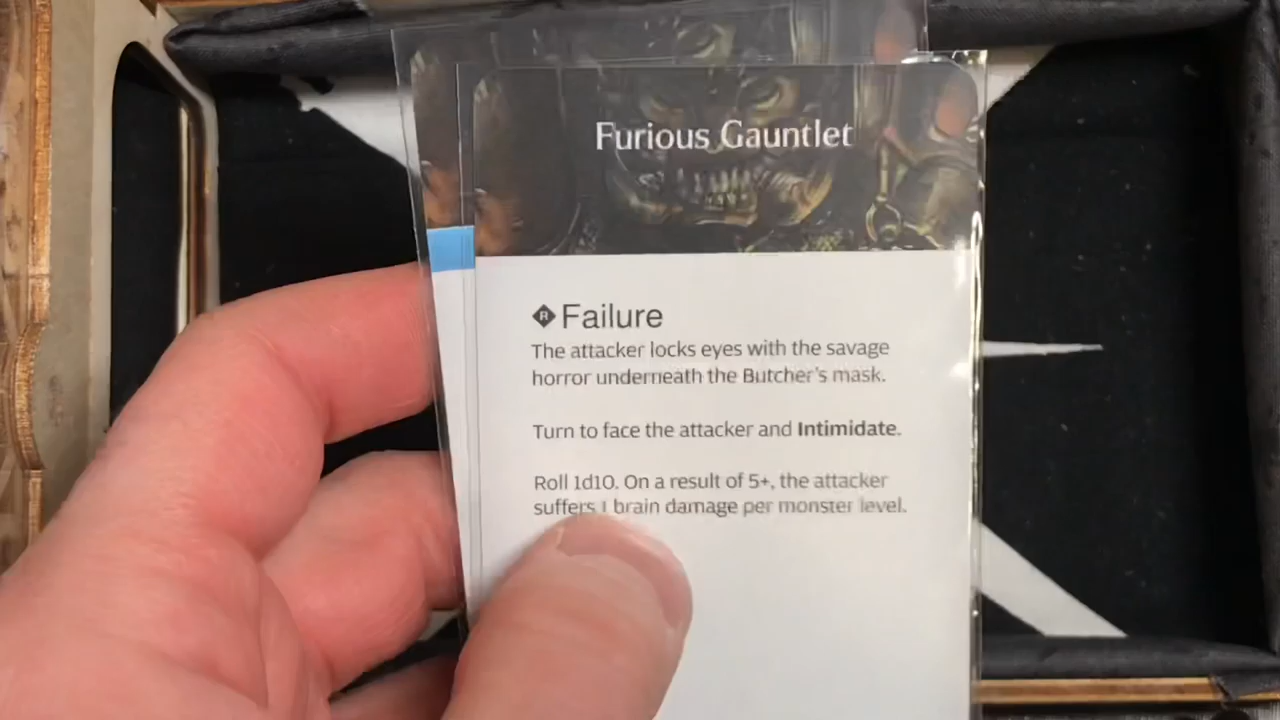 Furious Gauntlet
R Failure
The attacker locks eyes with the savage
horror underneath the Butcher's mask.
Turn to face the attacker and Intimidate.
Roll 1d10. On a result of 5+, the attacker
suffers 1 brain damage per monster level.